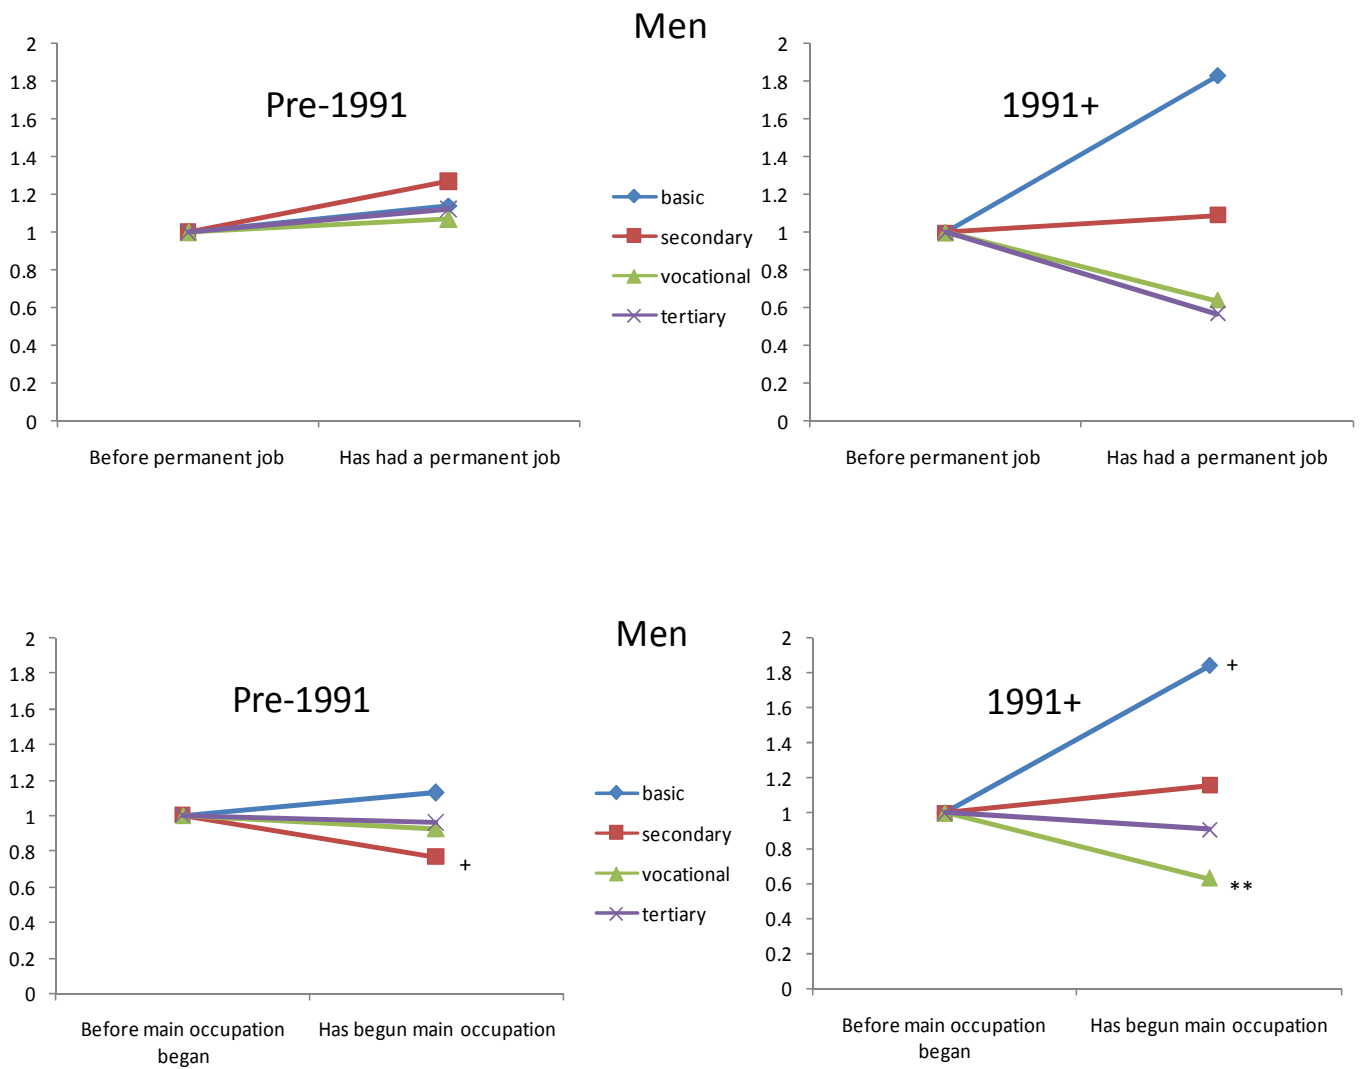 Men
Pre-1991
2
1.8
1.6
1.4
1.2
1
0.8
0.6
0.4
0.2
0
Before permanent job
Has had a permanent job
basic
secondary
vocational
tertiary
1991+
2
1.8
1.6
1.4
1.2
1
0.8
0.6
0.4
0.2
0
Before permanent job
Has had a permanent job
Men
Pre-1991
2
1.8
1.6
1.4
1.2
1
0.8
0.6
0.4
0.2
0
+
Before main occupation
began
Has begun main occupation
basic
secondary
vocational
tertiary
1991+
2
1.8
1.6
1.4
1.2
1
0.8
0.6
0.4
0.2
0
+
**
Before main occupation
began
Has begun main occupation